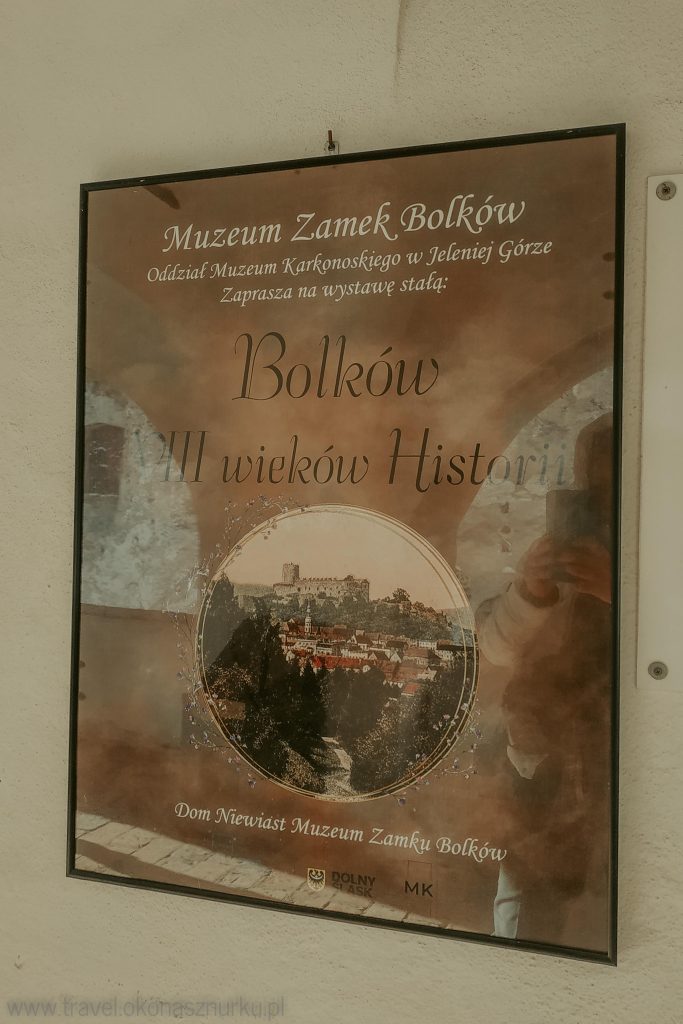 Muzeum Zamek Bolków
Oddział Muzeum Karkonoskiego w Jeleniej Górze
Zaprasza na wystawę stałą:
Bolków
VIII wieków Historii
Dom Niewiast Muzeum Zamku Bolków
DOLNY
ŚLĄSK
MK
www.travel.okonasznurku.pl